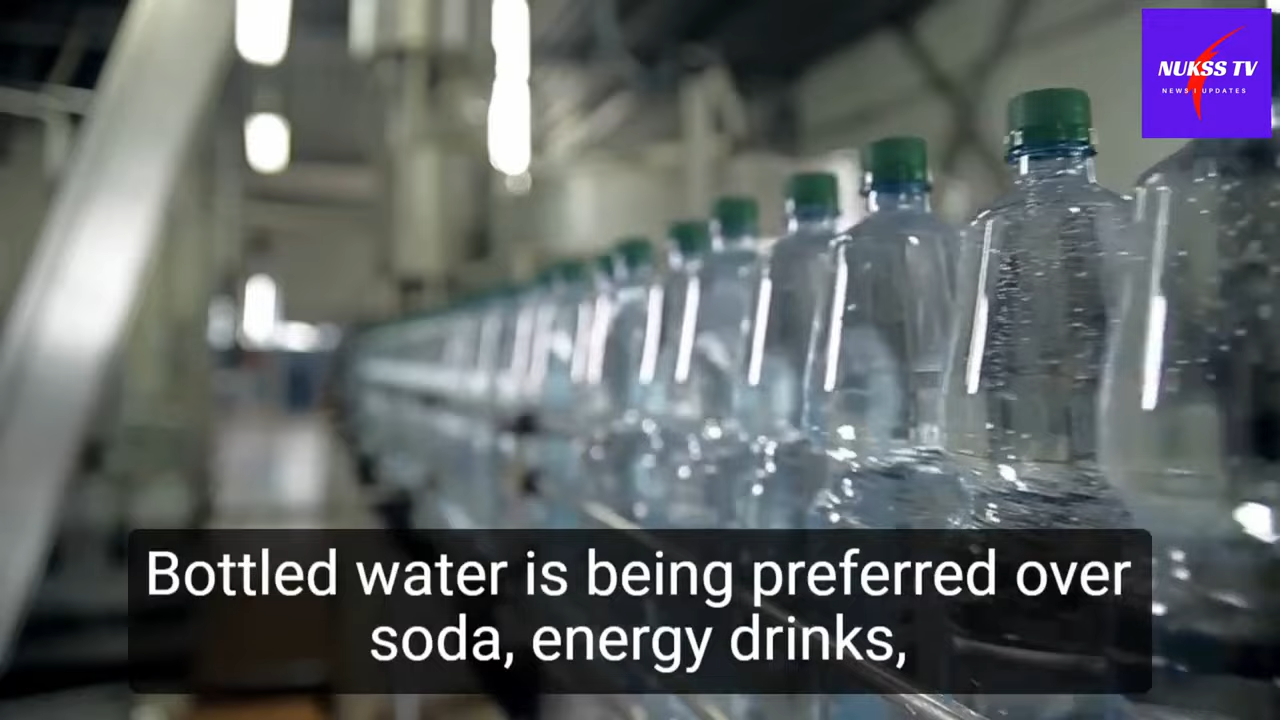 NUKSS TV
NEWS | UPDATES
Bottled water is being preferred over
soda, energy drinks,